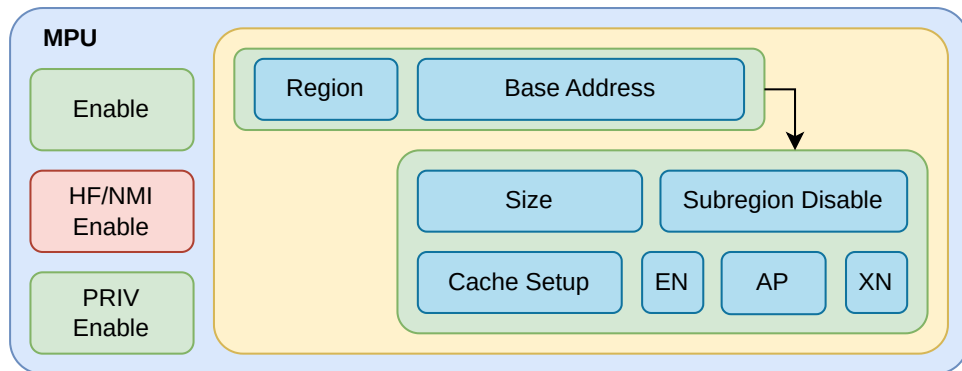 MPU
Enable
HF/NMI
Enable
PRIV
Enable
Region
Base Address
Size
Subregion Disable
Cache Setup
EN
AP
XN